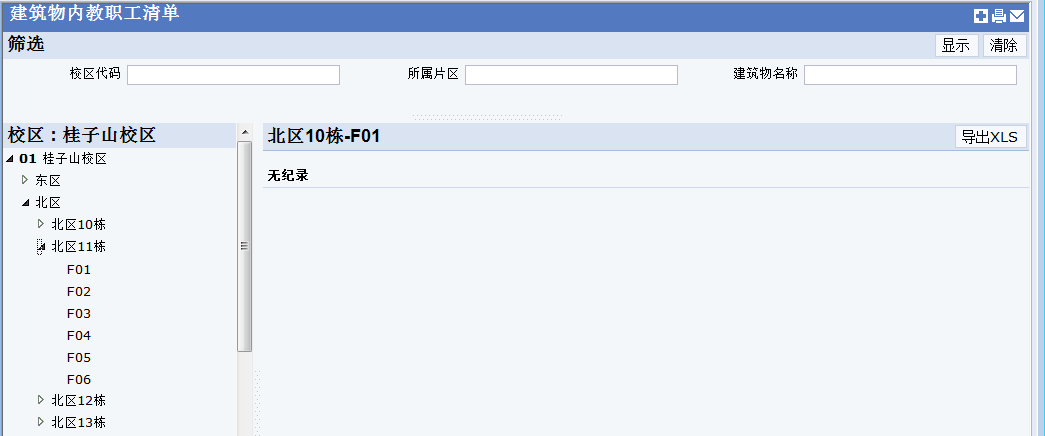 建筑物内教职工清单
筛选
显示 清除
校区代码 所属片区 建筑物名称
校区：桂子山校区
01 桂子山校区
东区
北区
北区10栋
北区11栋
F01
F02
F03
F04
F05
F06
北区12栋
北区13栋
北区10栋-F01
导出XLS
无纪录